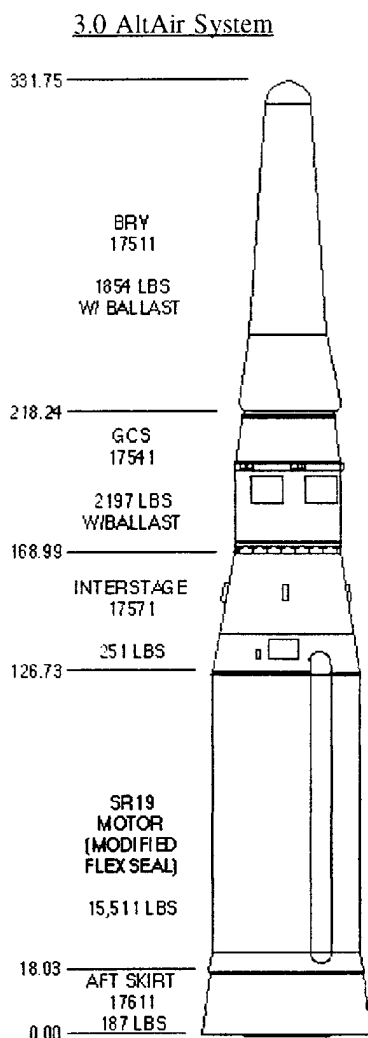 3.0 AltAir System
331.75
BRV
17511
1854 LBS
W/ BALLAST
218.24
GCS
17541
2197 LBS
W/BALLAST
168.99
INTERSTAGE
17571
251 LBS
126.73
SR19
MOTOR
(MODIFIED
FLEX SEAL)
15,511 LBS
18.03
AFT SKIRT
17611
187 LBS
0.00